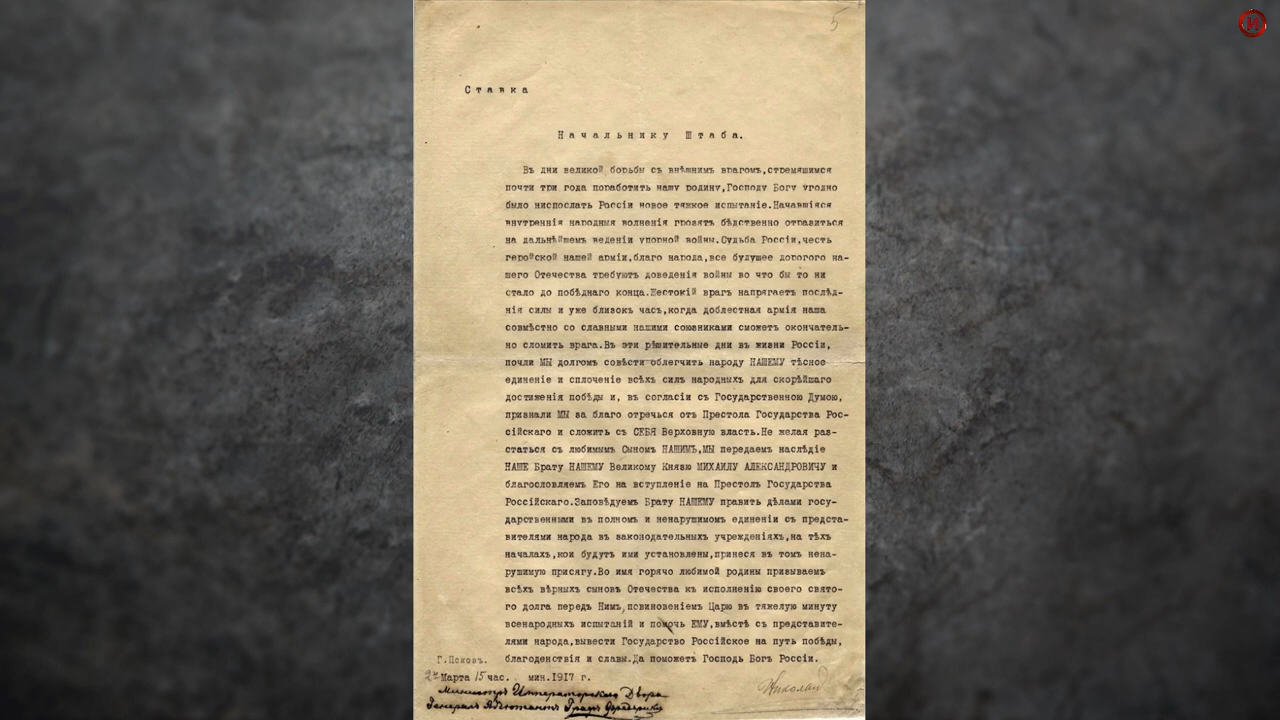 5
Ставка
Начальнику Штаба.
Въ дни великой борьбы съ внѣшнимъ врагомъ,стремящимся
почти три года поработить нашу родину,Господу Богу угодно
было ниспослать Россіи новое тяжкое испытаніе.Начавшіяся
внутреннія народныя волненія грозятъ бѣдственно отразиться
на дальнѣйшемъ веденіи упорной войны.Судьба Россіи,честь
геройской нашей арміи,благо народа,все будущее дорогого на-
шего Отечества требуютъ доведенія войны во что бы то ни
стало до побѣднаго конца.Жестокій врагъ напрягаетъ послѣд-
нія силы и уже близокъ часъ,когда доблестная армія наша
совмѣстно со славными нашими союзниками сможетъ окончатель-
но сломить врага.Въ эти рѣшительные дни въ жизни Россіи,
почли МЫ долгомъ совѣсти облегчить народу НАШЕМУ тѣсное
единеніе и сплоченіе всѣхъ силъ народныхъ для скорѣйшаго
достиженія побѣды и, въ согласіи съ Государственною Думою,
признали МЫ за благо отречься отъ Престола Государства Рос-
сійскаго и сложить съ СЕБЯ Верховную власть.Не желая раз-
статься съ любимымъ Сыномъ НАШИМЪ,МЫ передаемъ наслѣдіе
НАШЕ Брату НАШЕМУ Великому Князю МИХАИЛУ АЛЕКСАНДРОВИЧУ и
благословляемъ Его на вступленіе на Престолъ Государства
Россійскаго.Заповѣдуемъ Брату НАШЕМУ править дѣлами госу-
дарственными въ полномъ и ненарушимомъ единеніи съ предста-
вителями народа въ законодательныхъ учрежденіяхъ,на тѣхъ
началахъ,кои будутъ ими установлены,принеся въ томъ нена-
рушимую присягу.Во имя горячо любимой родины призываемъ
всѣхъ вѣрныхъ сыновъ Отечества къ исполненію своего свято-
го долга передъ Нимъ,повиновеніемъ Царю въ тяжелую минуту
всенародныхъ испытаній и помочь ЕМУ,вмѣстѣ съ представите-
лями народа,вывести Государство Россійское на путь побѣды,
благоденствія и славы.Да поможетъ Господь Богъ Россіи.
Г.Псковъ.
2го Марта 15 час. мин.1917 г.
Николай
Министръ Императорскаго Двора
Генералъ Адъютантъ Графъ Фредериксъ
И